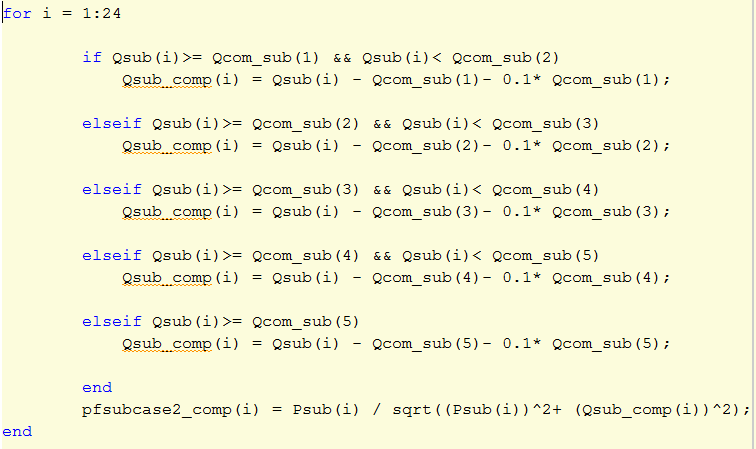 for i = 1:24
if Qsub(i)>= Qcom_sub(1) && Qsub(i)< Qcom_sub(2)
Qsub_comp(i) = Qsub(i) - Qcom_sub(1)- 0.1* Qcom_sub(1);
elseif Qsub(i)>= Qcom_sub(2) && Qsub(i)< Qcom_sub(3)
Qsub_comp(i) = Qsub(i) - Qcom_sub(2)- 0.1* Qcom_sub(2);
elseif Qsub(i)>= Qcom_sub(3) && Qsub(i)< Qcom_sub(4)
Qsub_comp(i) = Qsub(i) - Qcom_sub(3)- 0.1* Qcom_sub(3);
elseif Qsub(i)>= Qcom_sub(4) && Qsub(i)< Qcom_sub(5)
Qsub_comp(i) = Qsub(i) - Qcom_sub(4)- 0.1* Qcom_sub(4);
elseif Qsub(i)>= Qcom_sub(5)
Qsub_comp(i) = Qsub(i) - Qcom_sub(5)- 0.1* Qcom_sub(5);
end
pfsubcase2_comp(i) = Psub(i) / sqrt((Psub(i))^2+ (Qsub_comp(i))^2);
end